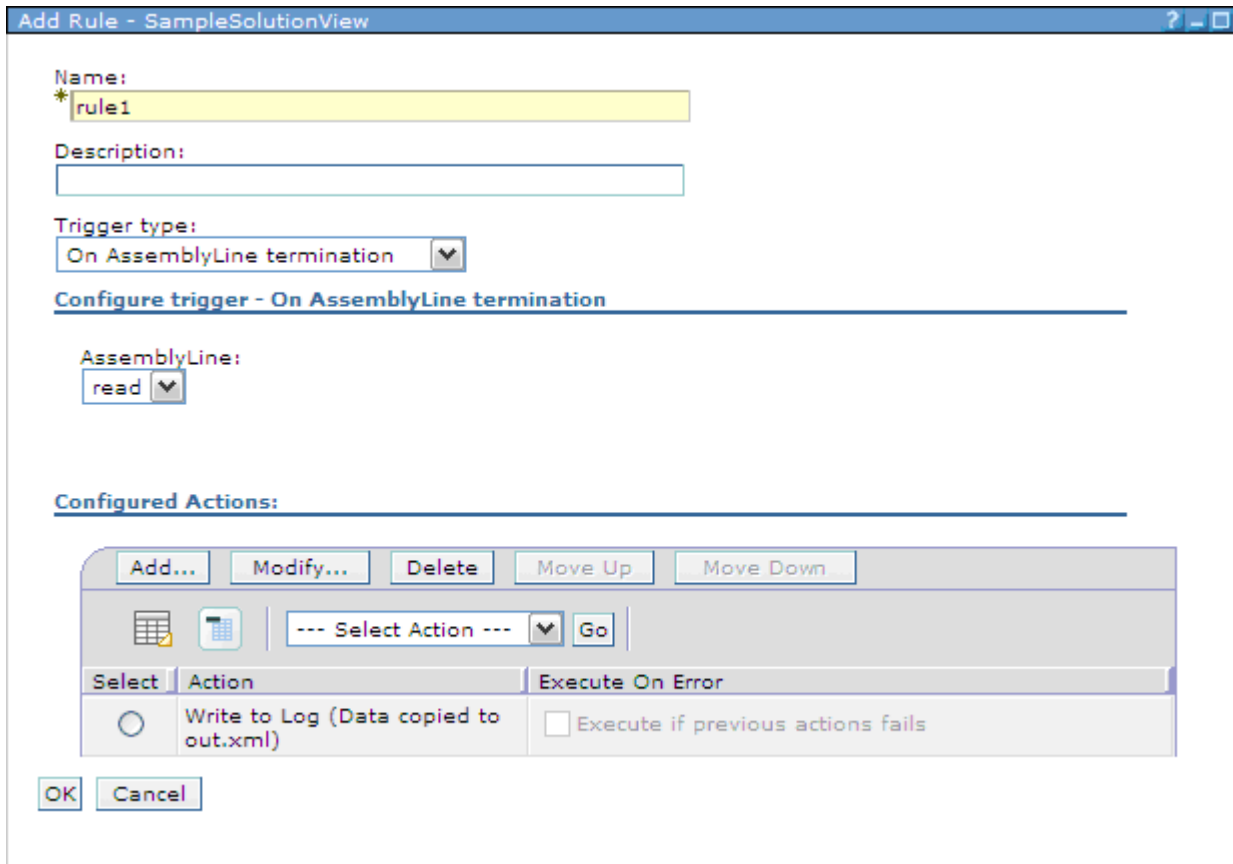 Add Rule - SampleSolutionView ?
Name:
* rule1
Description:
Trigger type:
On AssemblyLine termination
Configure trigger - On AssemblyLine termination
AssemblyLine:
read
Configured Actions:
Add... Modify... Delete Move Up Move Down
--- Select Action --- Go
Select Action Execute On Error
Write to Log (Data copied to
out.xml) Execute if previous actions fails
OK Cancel